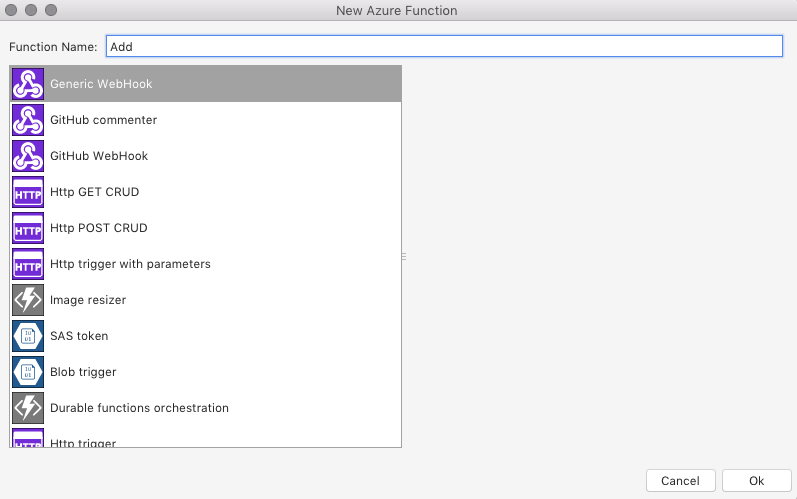 New Azure Function
Function Name: Add
Generic WebHook
GitHub commenter
GitHub WebHook
HTTP Http GET CRUD
HTTP Http POST CRUD
HTTP Http trigger with parameters
Image resizer
SAS token
Blob trigger
Durable functions orchestration
Http trigger
Cancel Ok